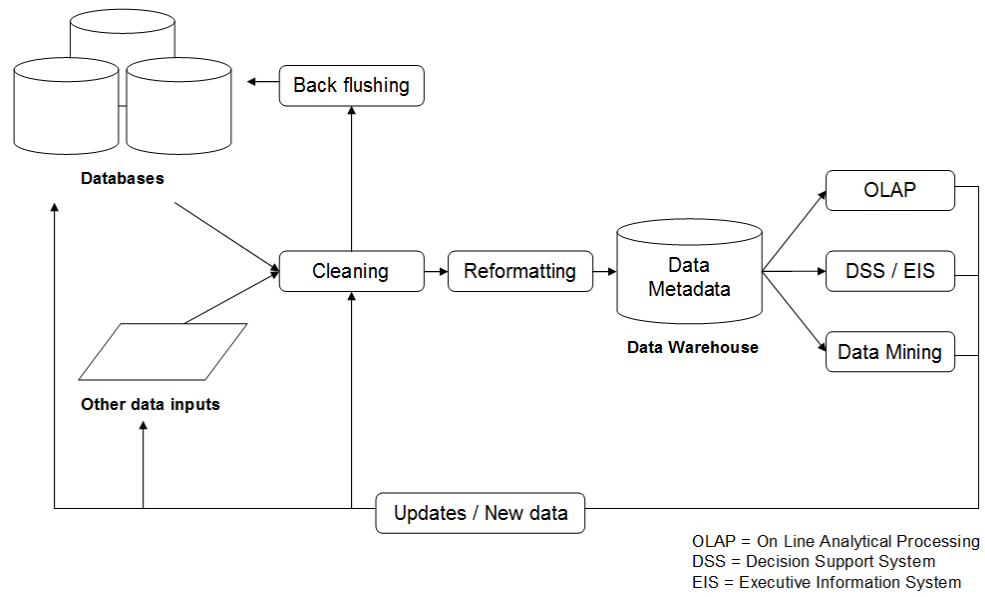 Back flushing
Databases
OLAP
Cleaning
Reformatting
Data
Metadata
DSS / EIS
Data Warehouse
Data Mining
Other data inputs
Updates / New data
OLAP = On Line Analytical Processing
DSS = Decision Support System
EIS = Executive Information System